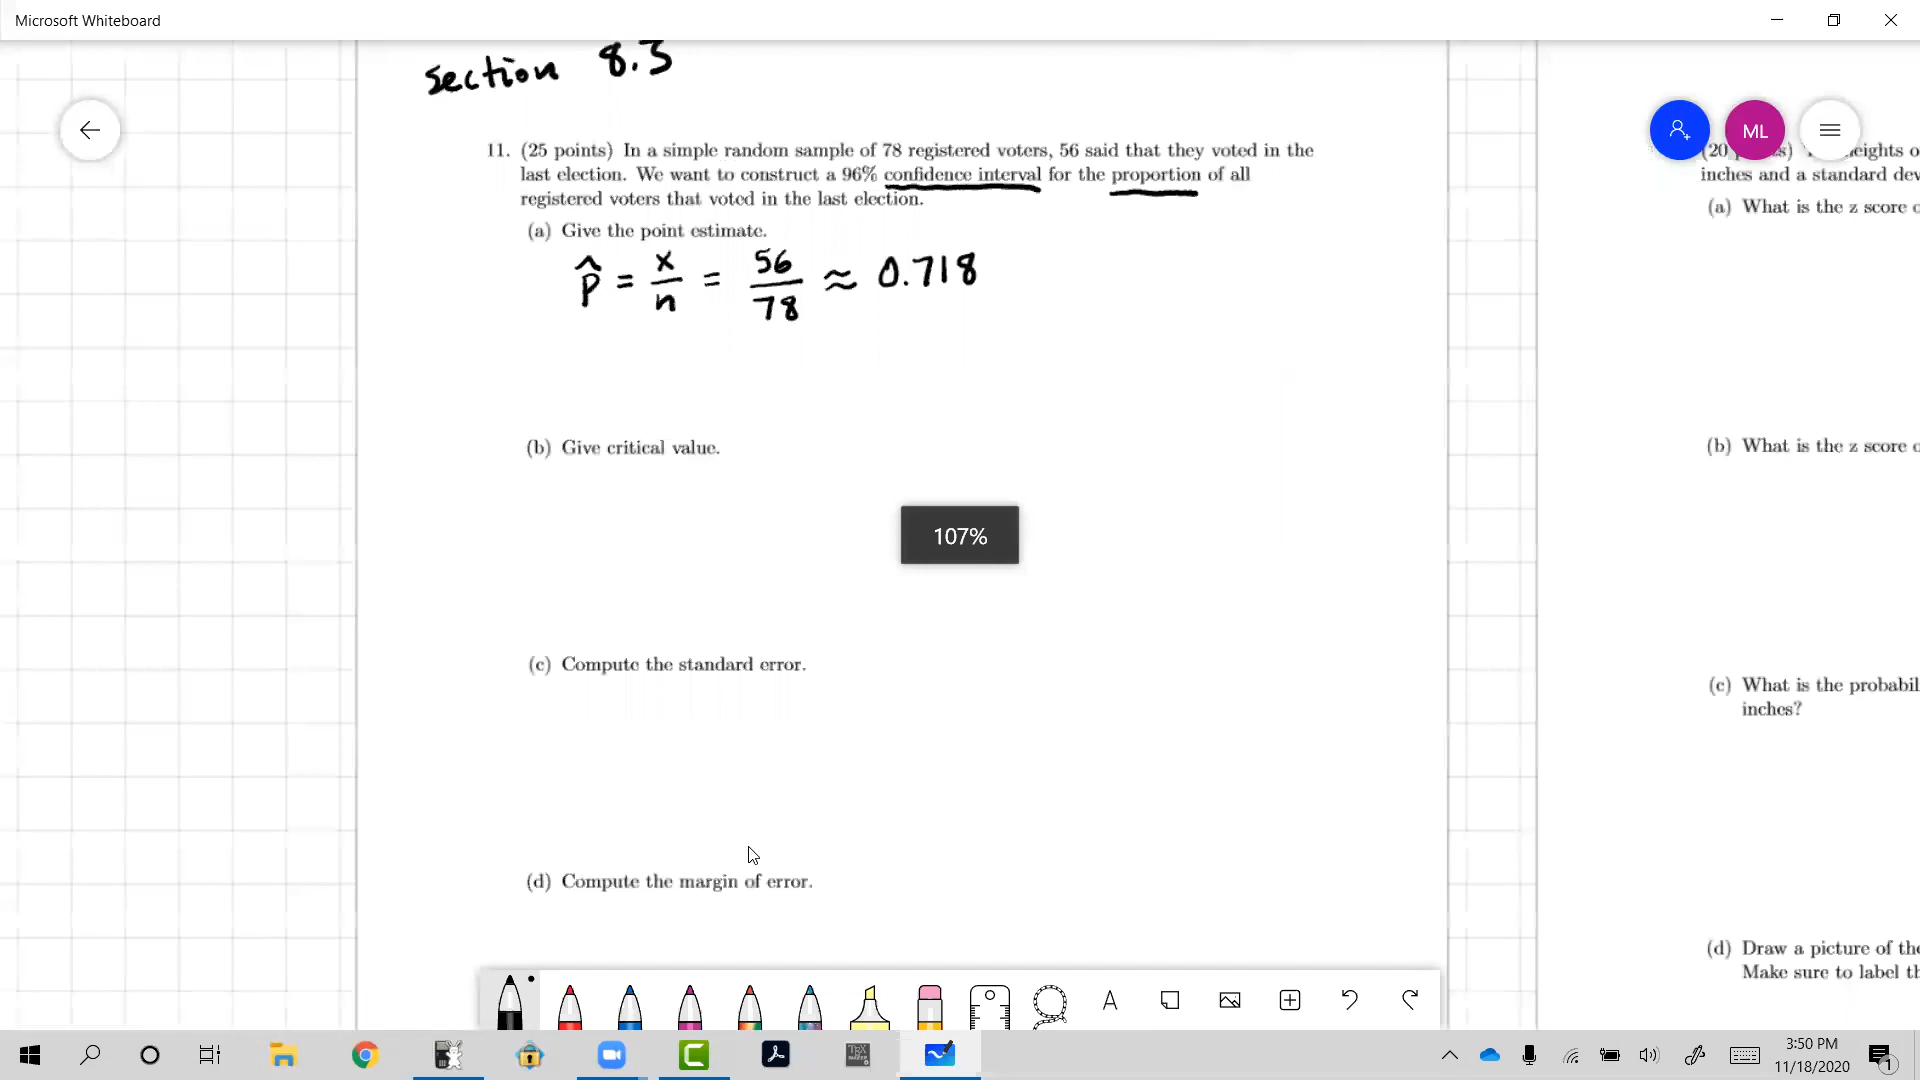 Microsoft Whiteboard
section 8.3
ML
11. (25 points) In a simple random sample of 78 registered voters, 56 said that they voted in the
last election. We want to construct a 96% confidence interval for the proportion of all
registered voters that voted in the last election.
(a) Give the point estimate.
p̂ = x/n = 56/78 ≈ 0.718
(b) Give critical value.
107%
(c) Compute the standard error.
(d) Compute the margin of error.
(20 s) eights o
inches and a standard dev
(a) What is the z score o
(b) What is the z score o
(c) What is the probabil
inches?
(d) Draw a picture of the
Make sure to label th
A
3:50 PM
11/18/2020
1